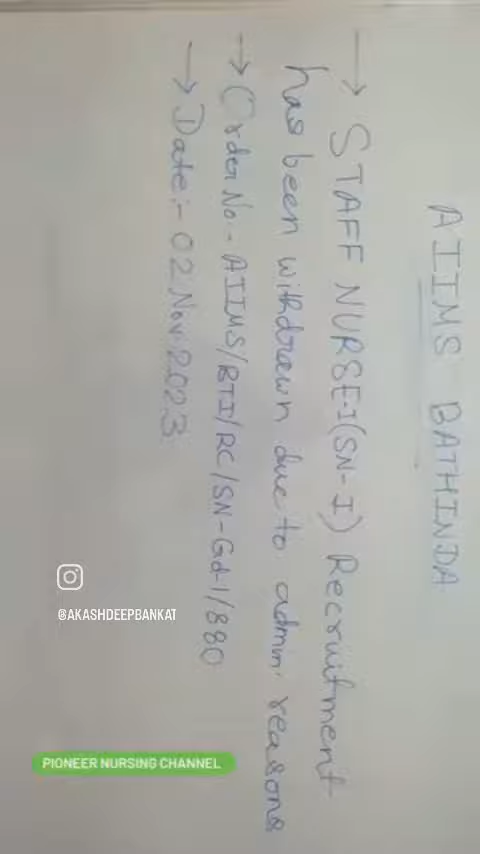 AIIMS BATHINDA
→ STAFF NURSE-I (SN-I) Recruitment
has been withdrawn due to admin reasons
→ Order No:- AIIMS/BTI/RC/SN-Gd-1/880
→ Date:- 02 Nov 2023
@AKASHDEEPBANKAT
PIONEER NURSING CHANNEL